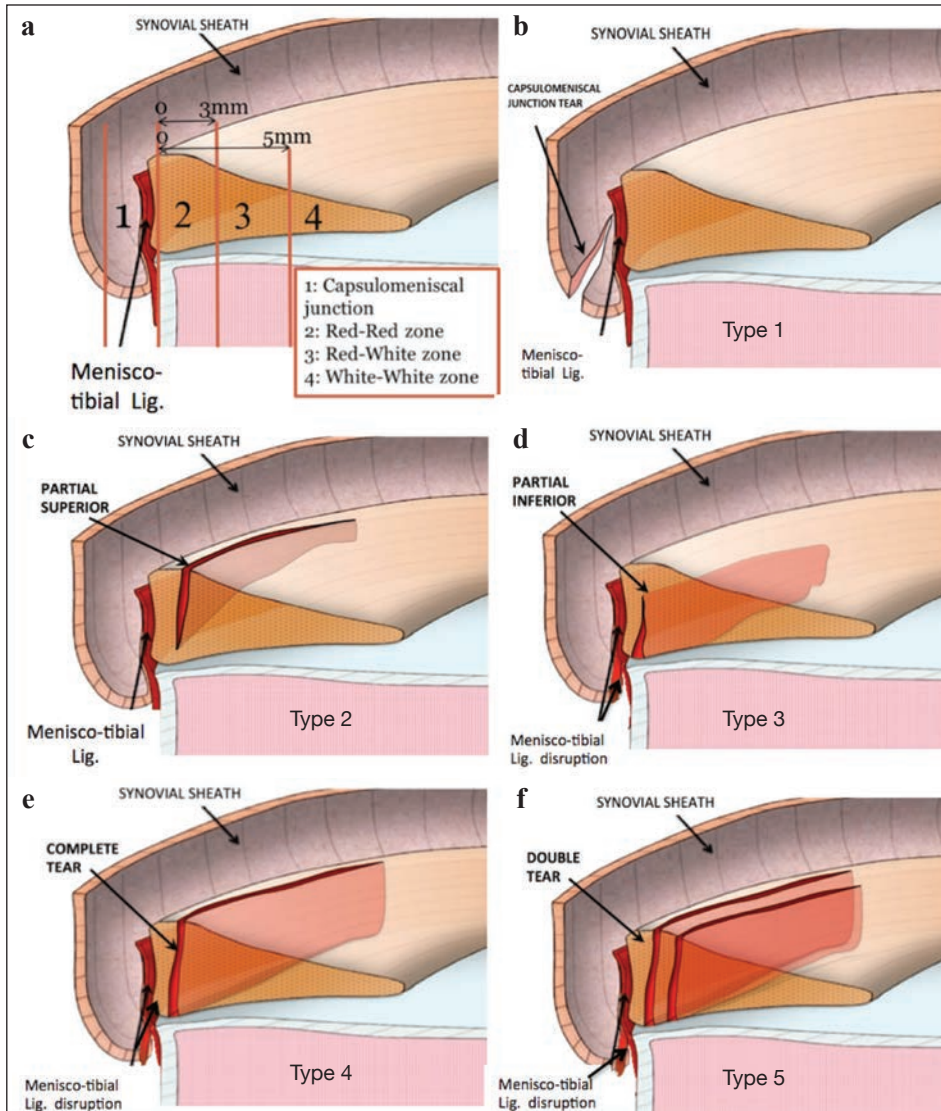 a
SYNOVIAL SHEATH
0
3mm
0
5mm
1
2
3
4
1: Capsulomeniscal
junction
2: Red-Red zone
3: Red-White zone
4: White-White zone
Menisco-
tibial Lig.
b
SYNOVIAL SHEATH
CAPSULOMENISCAL
JUNCTION TEAR
Type 1
Menisco-
tibial Lig.
c
SYNOVIAL SHEATH
PARTIAL
SUPERIOR
Type 2
Menisco-tibial
Lig.
d
SYNOVIAL SHEATH
PARTIAL
INFERIOR
Type 3
Menisco-tibial
Lig. disruption
e
SYNOVIAL SHEATH
COMPLETE
TEAR
Type 4
Menisco-tibial
Lig. disruption
f
SYNOVIAL SHEATH
DOUBLE
TEAR
Type 5
Menisco-tibial
Lig. disruption